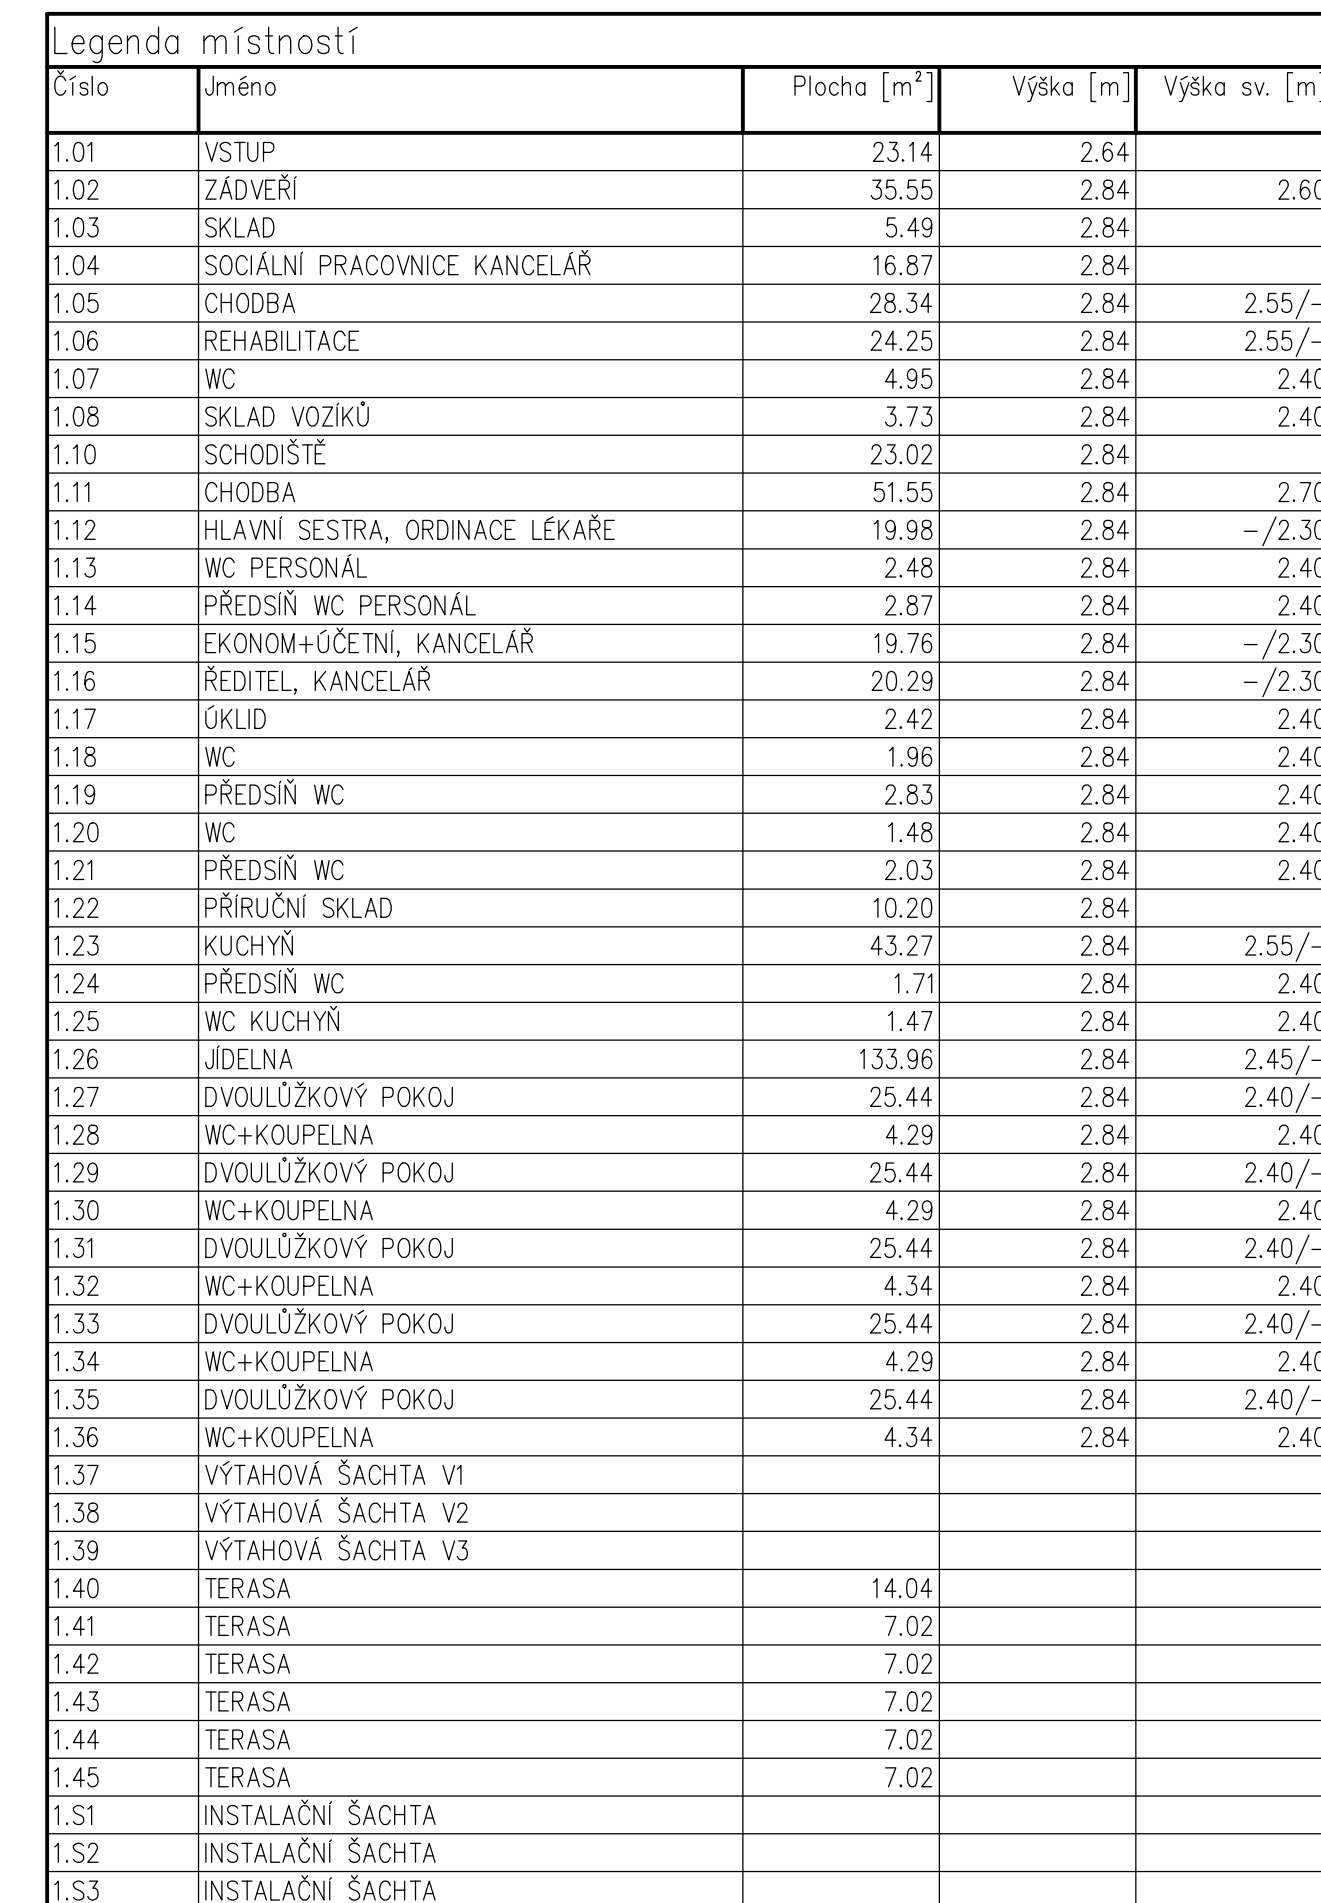 Legenda místností
Číslo Jméno Plocha [m²] Výška [m] Výška sv. [m]
1.01 VSTUP 23.14 2.64
1.02 ZÁDVEŘÍ 35.55 2.84 2.60
1.03 SKLAD 5.49 2.84
1.04 SOCIÁLNÍ PRACOVNICE KANCELÁŘ 16.87 2.84
1.05 CHODBA 28.34 2.84 2.55/-
1.06 REHABILITACE 24.25 2.84 2.55/-
1.07 WC 4.95 2.84 2.40
1.08 SKLAD VOZÍKŮ 3.73 2.84 2.40
1.10 SCHODIŠTĚ 23.02 2.84
1.11 CHODBA 51.55 2.84 2.70
1.12 HLAVNÍ SESTRA, ORDINACE LÉKAŘE 19.98 2.84 -/2.30
1.13 WC PERSONÁL 2.48 2.84 2.40
1.14 PŘEDSÍŇ WC PERSONÁL 2.87 2.84 2.40
1.15 EKONOM+ÚČETNÍ, KANCELÁŘ 19.76 2.84 -/2.30
1.16 ŘEDITEL, KANCELÁŘ 20.29 2.84 -/2.30
1.17 ÚKLID 2.42 2.84 2.40
1.18 WC 1.96 2.84 2.40
1.19 PŘEDSÍŇ WC 2.83 2.84 2.40
1.20 WC 1.48 2.84 2.40
1.21 PŘEDSÍŇ WC 2.03 2.84 2.40
1.22 PŘÍRUČNÍ SKLAD 10.20 2.84
1.23 KUCHYŇ 43.27 2.84 2.55/-
1.24 PŘEDSÍŇ WC 1.71 2.84 2.40
1.25 WC KUCHYŇ 1.47 2.84 2.40
1.26 JÍDELNA 133.96 2.84 2.45/-
1.27 DVOULŮŽKOVÝ POKOJ 25.44 2.84 2.40/-
1.28 WC+KOUPELNA 4.29 2.84 2.40
1.29 DVOULŮŽKOVÝ POKOJ 25.44 2.84 2.40/-
1.30 WC+KOUPELNA 4.29 2.84 2.40
1.31 DVOULŮŽKOVÝ POKOJ 25.44 2.84 2.40/-
1.32 WC+KOUPELNA 4.34 2.84 2.40
1.33 DVOULŮŽKOVÝ POKOJ 25.44 2.84 2.40/-
1.34 WC+KOUPELNA 4.29 2.84 2.40
1.35 DVOULŮŽKOVÝ POKOJ 25.44 2.84 2.40/-
1.36 WC+KOUPELNA 4.34 2.84 2.40
1.37 VÝTAHOVÁ ŠACHTA V1
1.38 VÝTAHOVÁ ŠACHTA V2
1.39 VÝTAHOVÁ ŠACHTA V3
1.40 TERASA 14.04
1.41 TERASA 7.02
1.42 TERASA 7.02
1.43 TERASA 7.02
1.44 TERASA 7.02
1.45 TERASA 7.02
1.S1 INSTALAČNÍ ŠACHTA
1.S2 INSTALAČNÍ ŠACHTA
1.S3 INSTALAČNÍ ŠACHTA